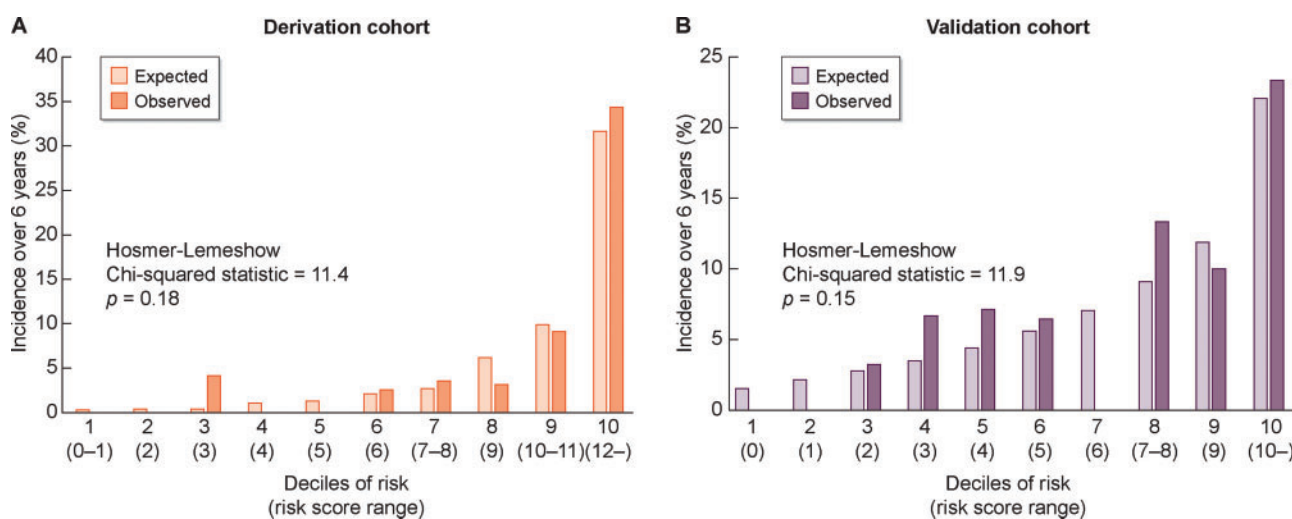 A
Derivation cohort
Incidence over 6 years (%)
40
35
30
25
20
15
10
5
0
Expected
Observed
Hosmer-Lemeshow
Chi-squared statistic = 11.4
p = 0.18
1 2 3 4 5 6 7 8 9 10
(0–1) (2) (3) (4) (5) (6) (7–8) (9) (10–11) (12–)
Deciles of risk
(risk score range)
B
Validation cohort
Incidence over 6 years (%)
25
20
15
10
5
0
Expected
Observed
Hosmer-Lemeshow
Chi-squared statistic = 11.9
p = 0.15
1 2 3 4 5 6 7 8 9 10
(0) (1) (2) (3) (4) (5) (6) (7–8) (9) (10–)
Deciles of risk
(risk score range)